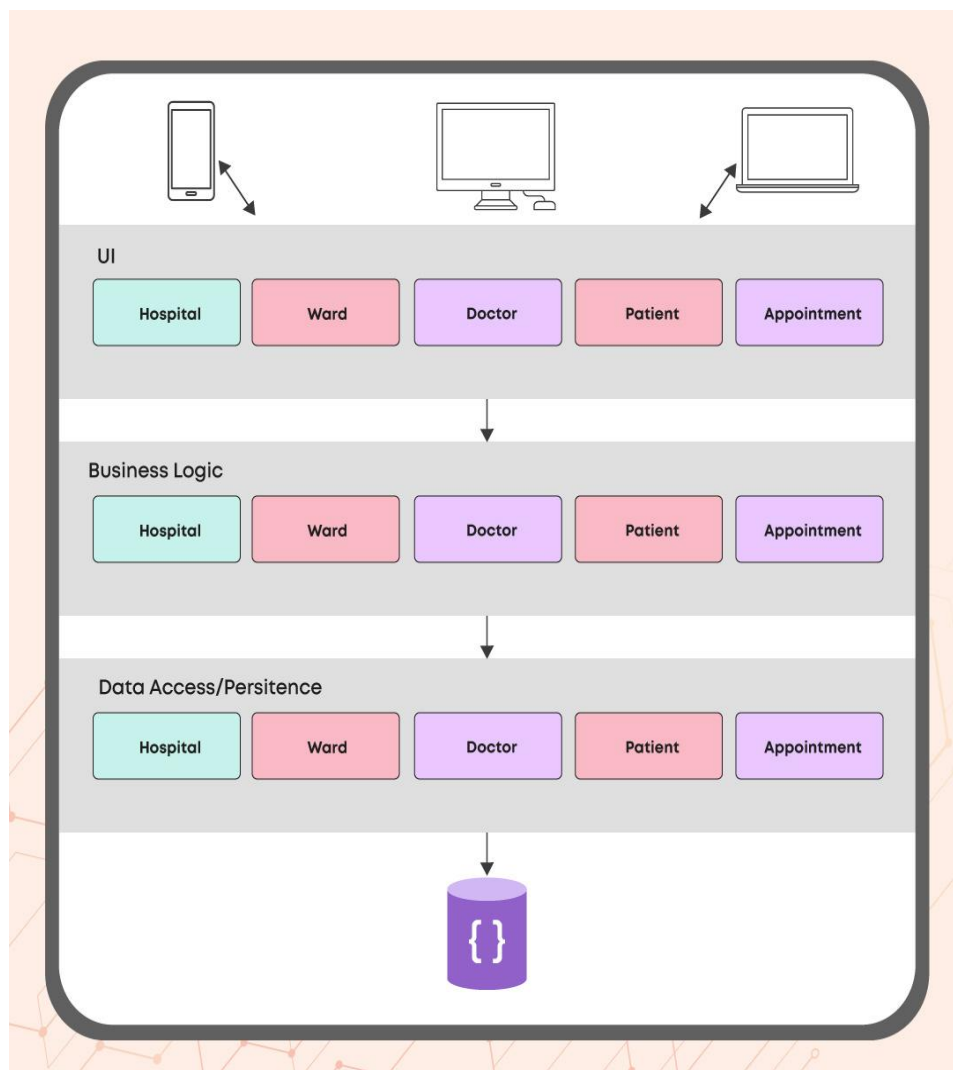 UI
Hospital Ward Doctor Patient Appointment
Business Logic
Hospital Ward Doctor Patient Appointment
Data Access/Persitence
Hospital Ward Doctor Patient Appointment
{ }